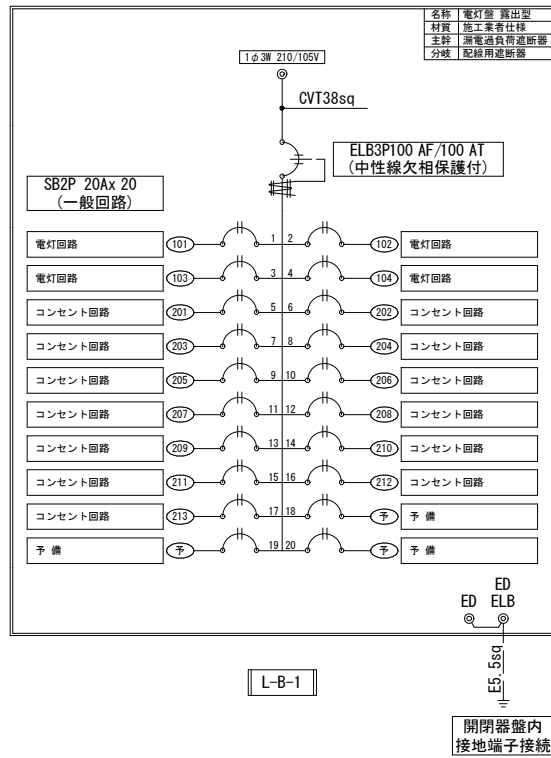 名称 電灯盤 露出型
材質 施工業者仕様
主幹 漏電過負荷遮断器
分岐 配線用遮断器
1φ3W 210/105V
CVT38sq
ELB3P100 AF/100 AT
(中性線欠相保護付)
SB2P 20Ax 20
(一般回路)
電灯回路 101 1 2 102 電灯回路
電灯回路 103 3 4 104 電灯回路
コンセント回路 201 5 6 202 コンセント回路
コンセント回路 203 7 8 204 コンセント回路
コンセント回路 205 9 10 206 コンセント回路
コンセント回路 207 11 12 208 コンセント回路
コンセント回路 209 13 14 210 コンセント回路
コンセント回路 211 15 16 212 コンセント回路
コンセント回路 213 17 18 予 予 備
予 備 予 19 20 予 予 備
ED
ED ELB
E5.5sq
L-B-1
開閉器盤内
接地端子接続